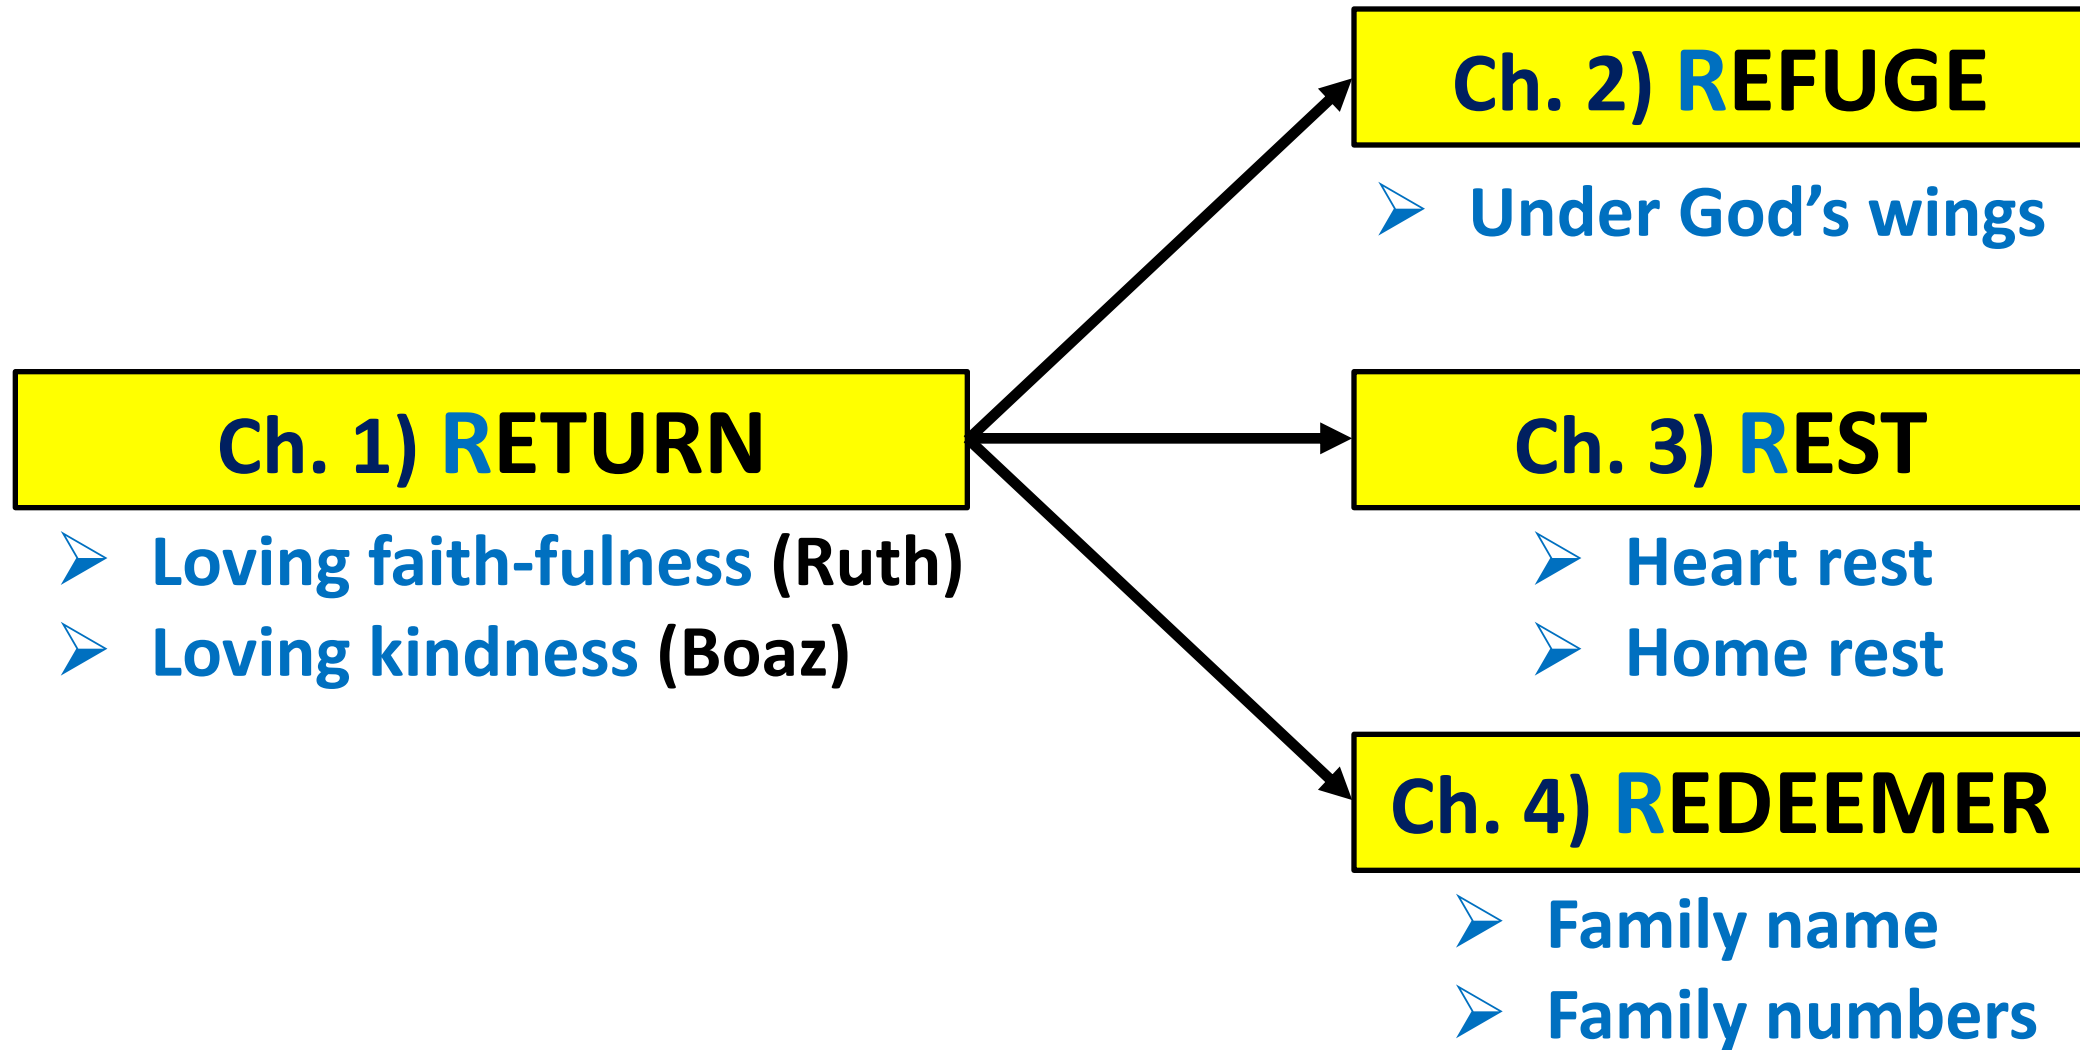 Ch. 1) RETURN
Loving faith-fulness (Ruth)
Loving kindness (Boaz)
Ch. 2) REFUGE
Under God’s wings
Ch. 3) REST
Heart rest
Home rest
Ch. 4) REDEEMER
Family name
Family numbers